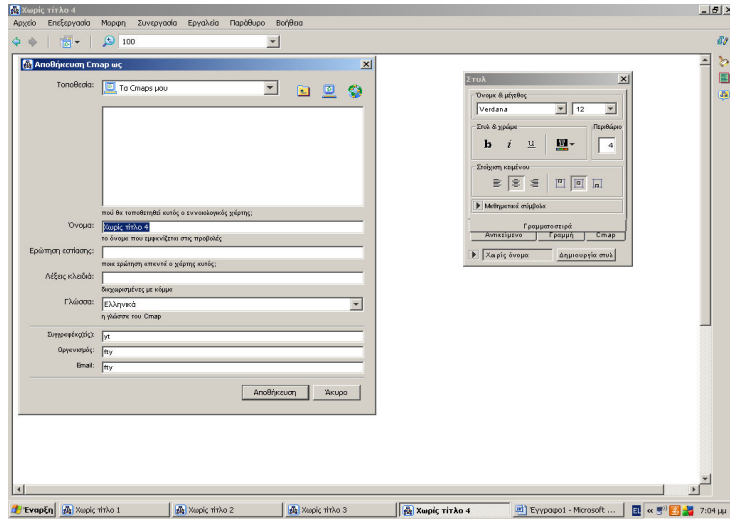 Χωρίς τίτλο 4
Αρχείο Επεξεργασία Μορφή Συνεργασία Εργαλεία Παράθυρο Βοήθεια
100
Αποθήκευση Cmap ως
Τοποθεσία: Τα Cmaps μου
πού θα τοποθετηθεί αυτός ο εννοιολογικός χάρτης;
Όνομα: Χωρίς τίτλο 4
το όνομα που εμφανίζεται στις προβολές
Ερώτηση εστίασης:
ποια ερώτηση απαντά ο χάρτης αυτός;
Λέξεις κλειδιά:
διαχωρισμένες με κόμμα
Γλώσσα: Ελληνικά
η γλώσσα του Cmap
Συγγραφέας(είς): yt
Οργανισμός: fty
Email: fty
Αποθήκευση Άκυρο
Στυλ
Όνομα & μέγεθος
Verdana 12
Στυλ & χρώμα Περιθώριο
b i u 4
Στοίχιση κειμένου
Μαθηματικά σύμβολα
Γραμματοσειρά
Αντικείμενο Γραμμή Cmap
Χωρίς όνομα Δημιουργία στυλ
Έναρξη Χωρίς τίτλο 1 Χωρίς τίτλο 2 Χωρίς τίτλο 3 Χωρίς τίτλο 4 Έγγραφο1 - Microsoft ... EL « 7:04 μμ